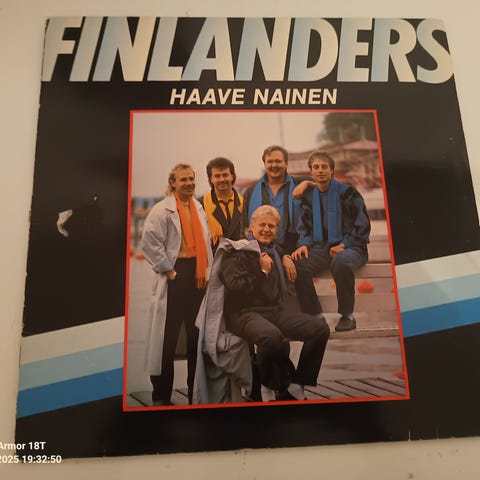 FINLANDERS
HAAVE NAINEN
Armor 18T
2025 19:32:50